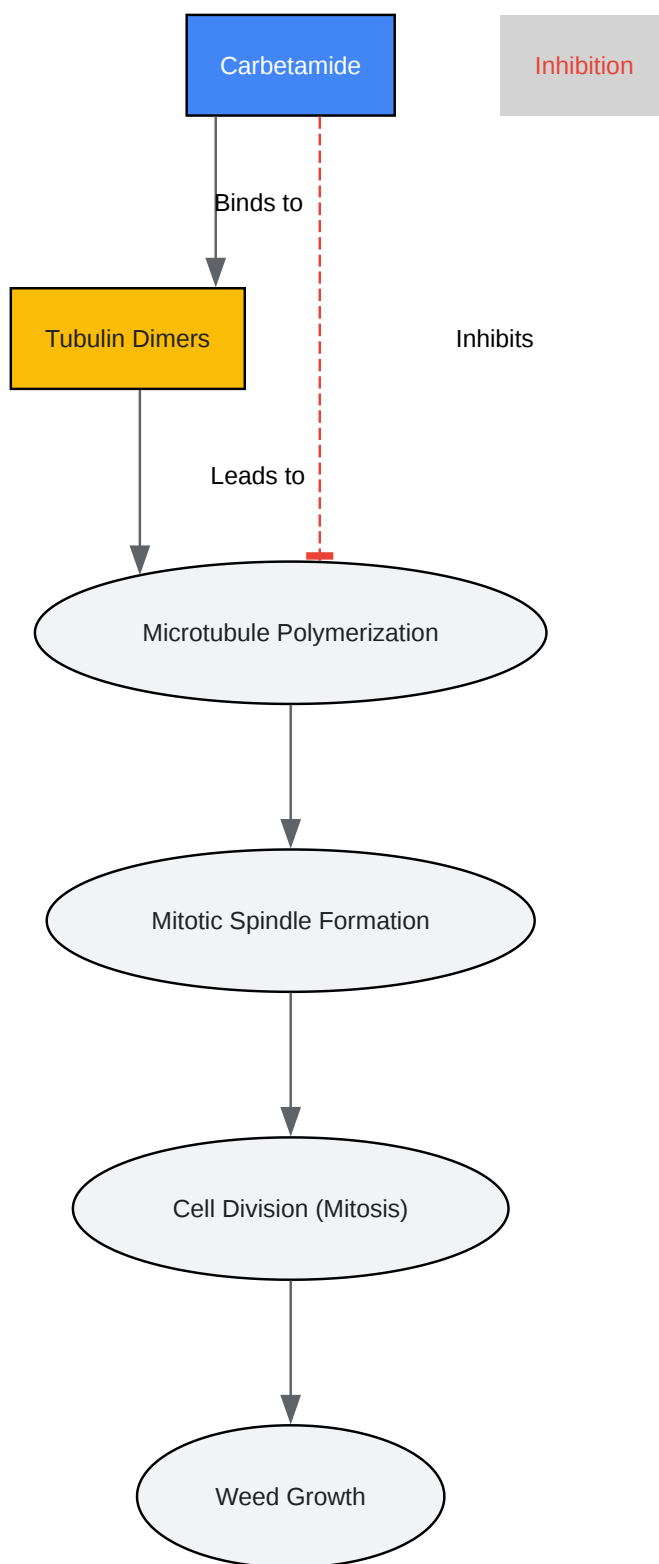 Carbetamide
Inhibition
Binds to
Tubulin Dimers
Inhibits
Leads to
Microtubule Polymerization
Mitotic Spindle Formation
Cell Division (Mitosis)
Weed Growth